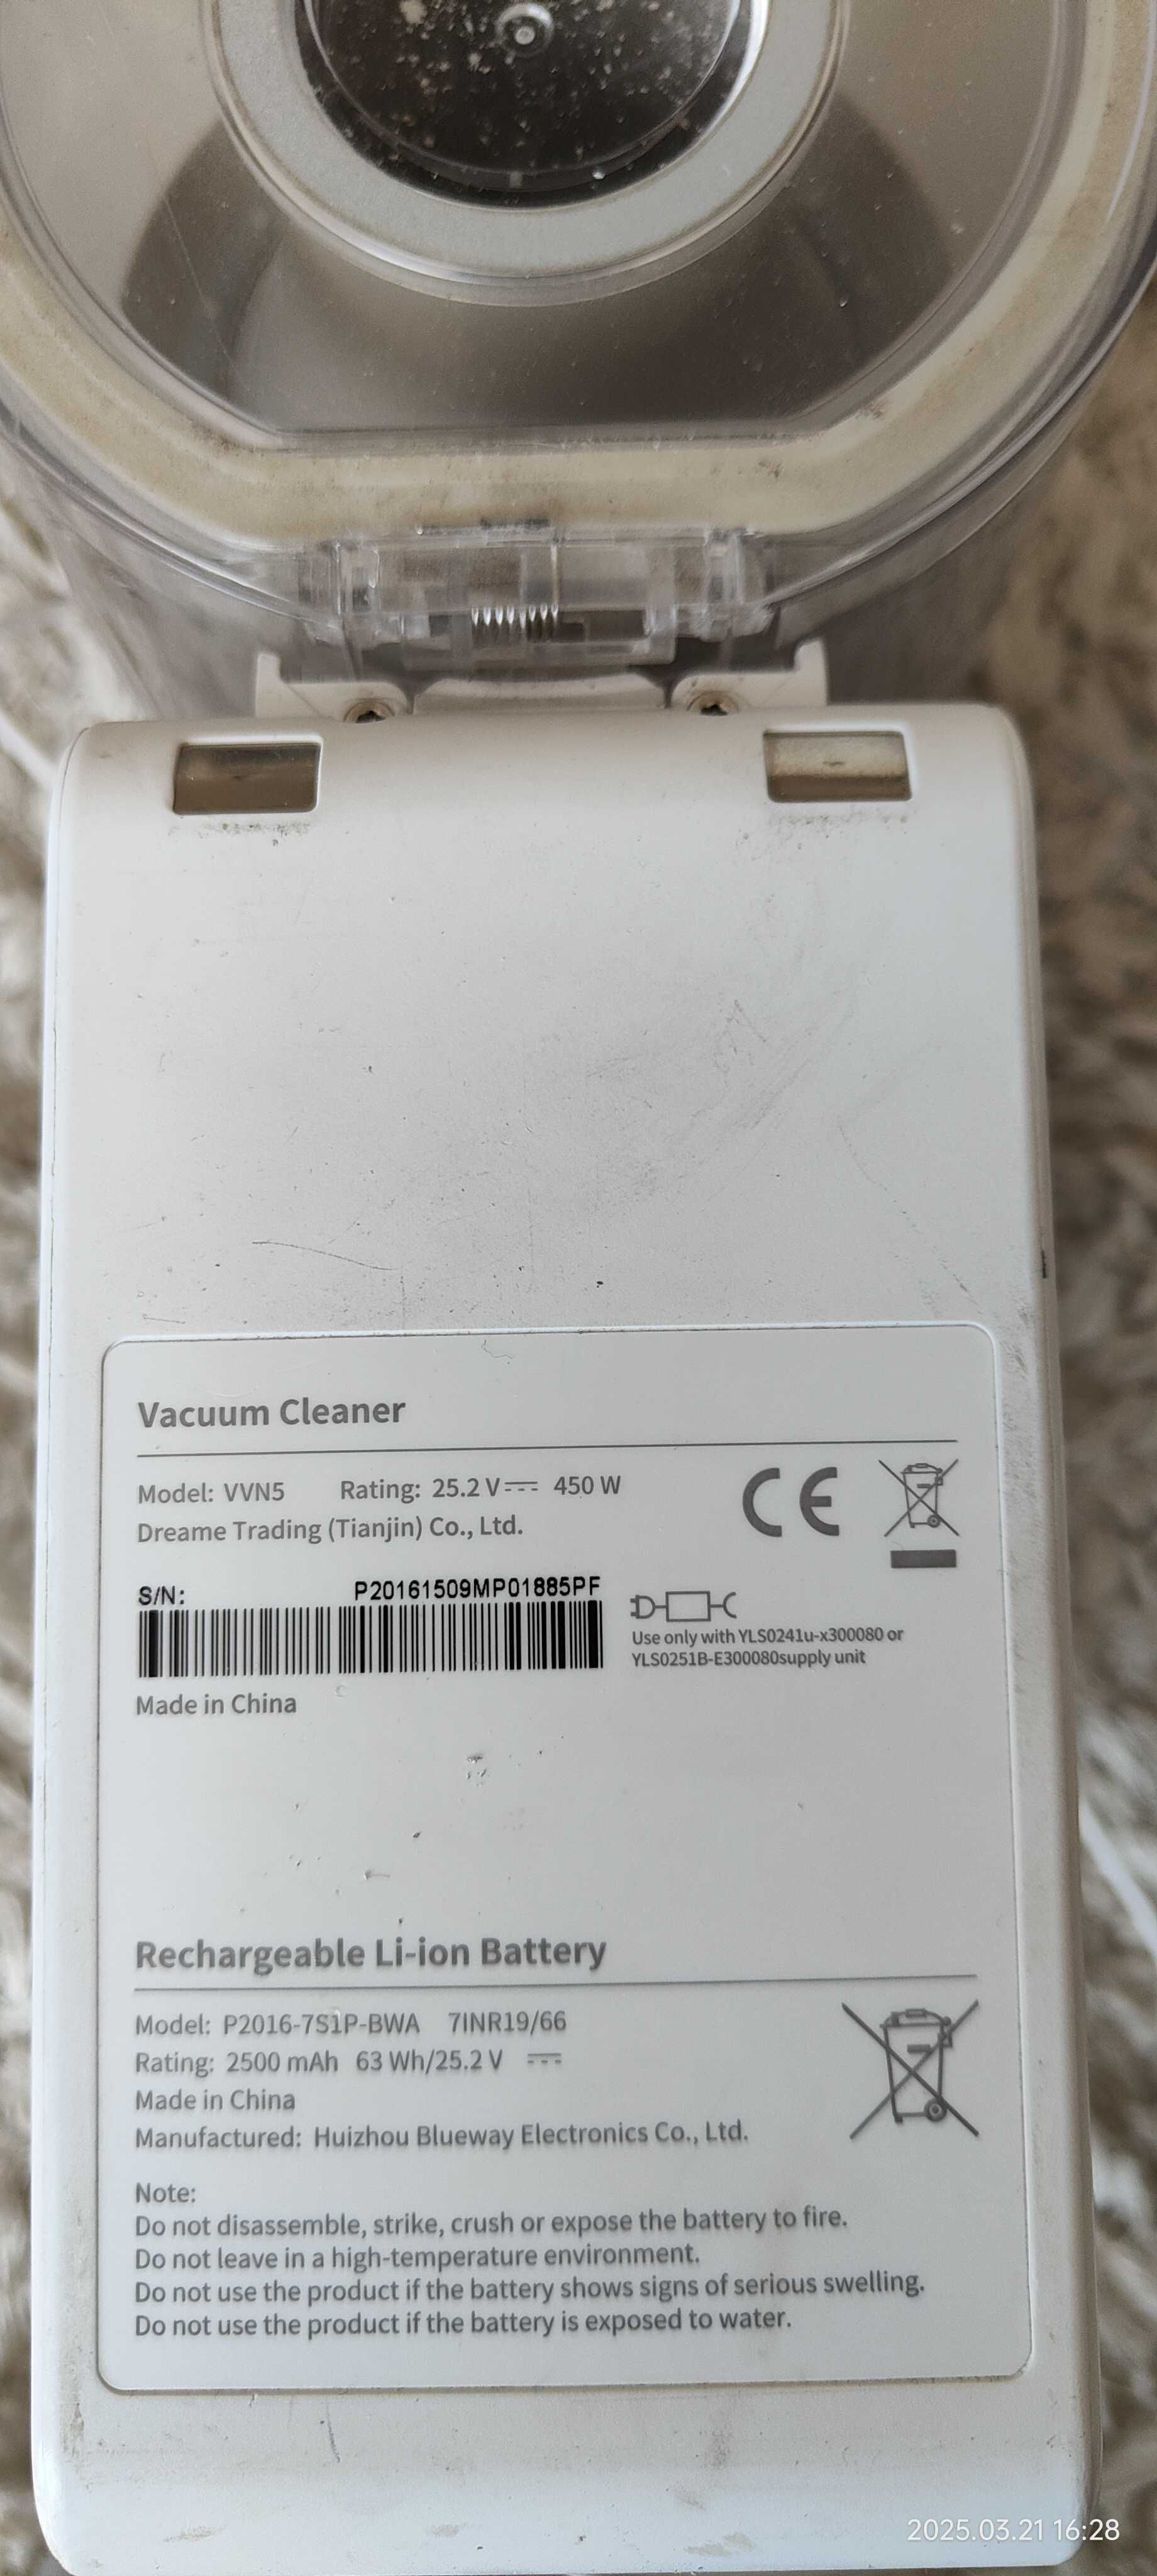 Vacuum Cleaner
Model: VVN5 Rating: 25.2 V⎓ 450 W
Dreame Trading (Tianjin) Co., Ltd.
CE
S/N: P20161509MP01885PF
Use only with YLS0241u-x300080 or
YLS0251B-E300080supply unit
Made in China
Rechargeable Li-ion Battery
Model: P2016-7S1P-BWA 7INR19/66
Rating: 2500 mAh 63 Wh/25.2 V ⎓
Made in China
Manufactured: Huizhou Blueway Electronics Co., Ltd.
Note:
Do not disassemble, strike, crush or expose the battery to fire.
Do not leave in a high-temperature environment.
Do not use the product if the battery shows signs of serious swelling.
Do not use the product if the battery is exposed to water.
2025.03.21 16:28